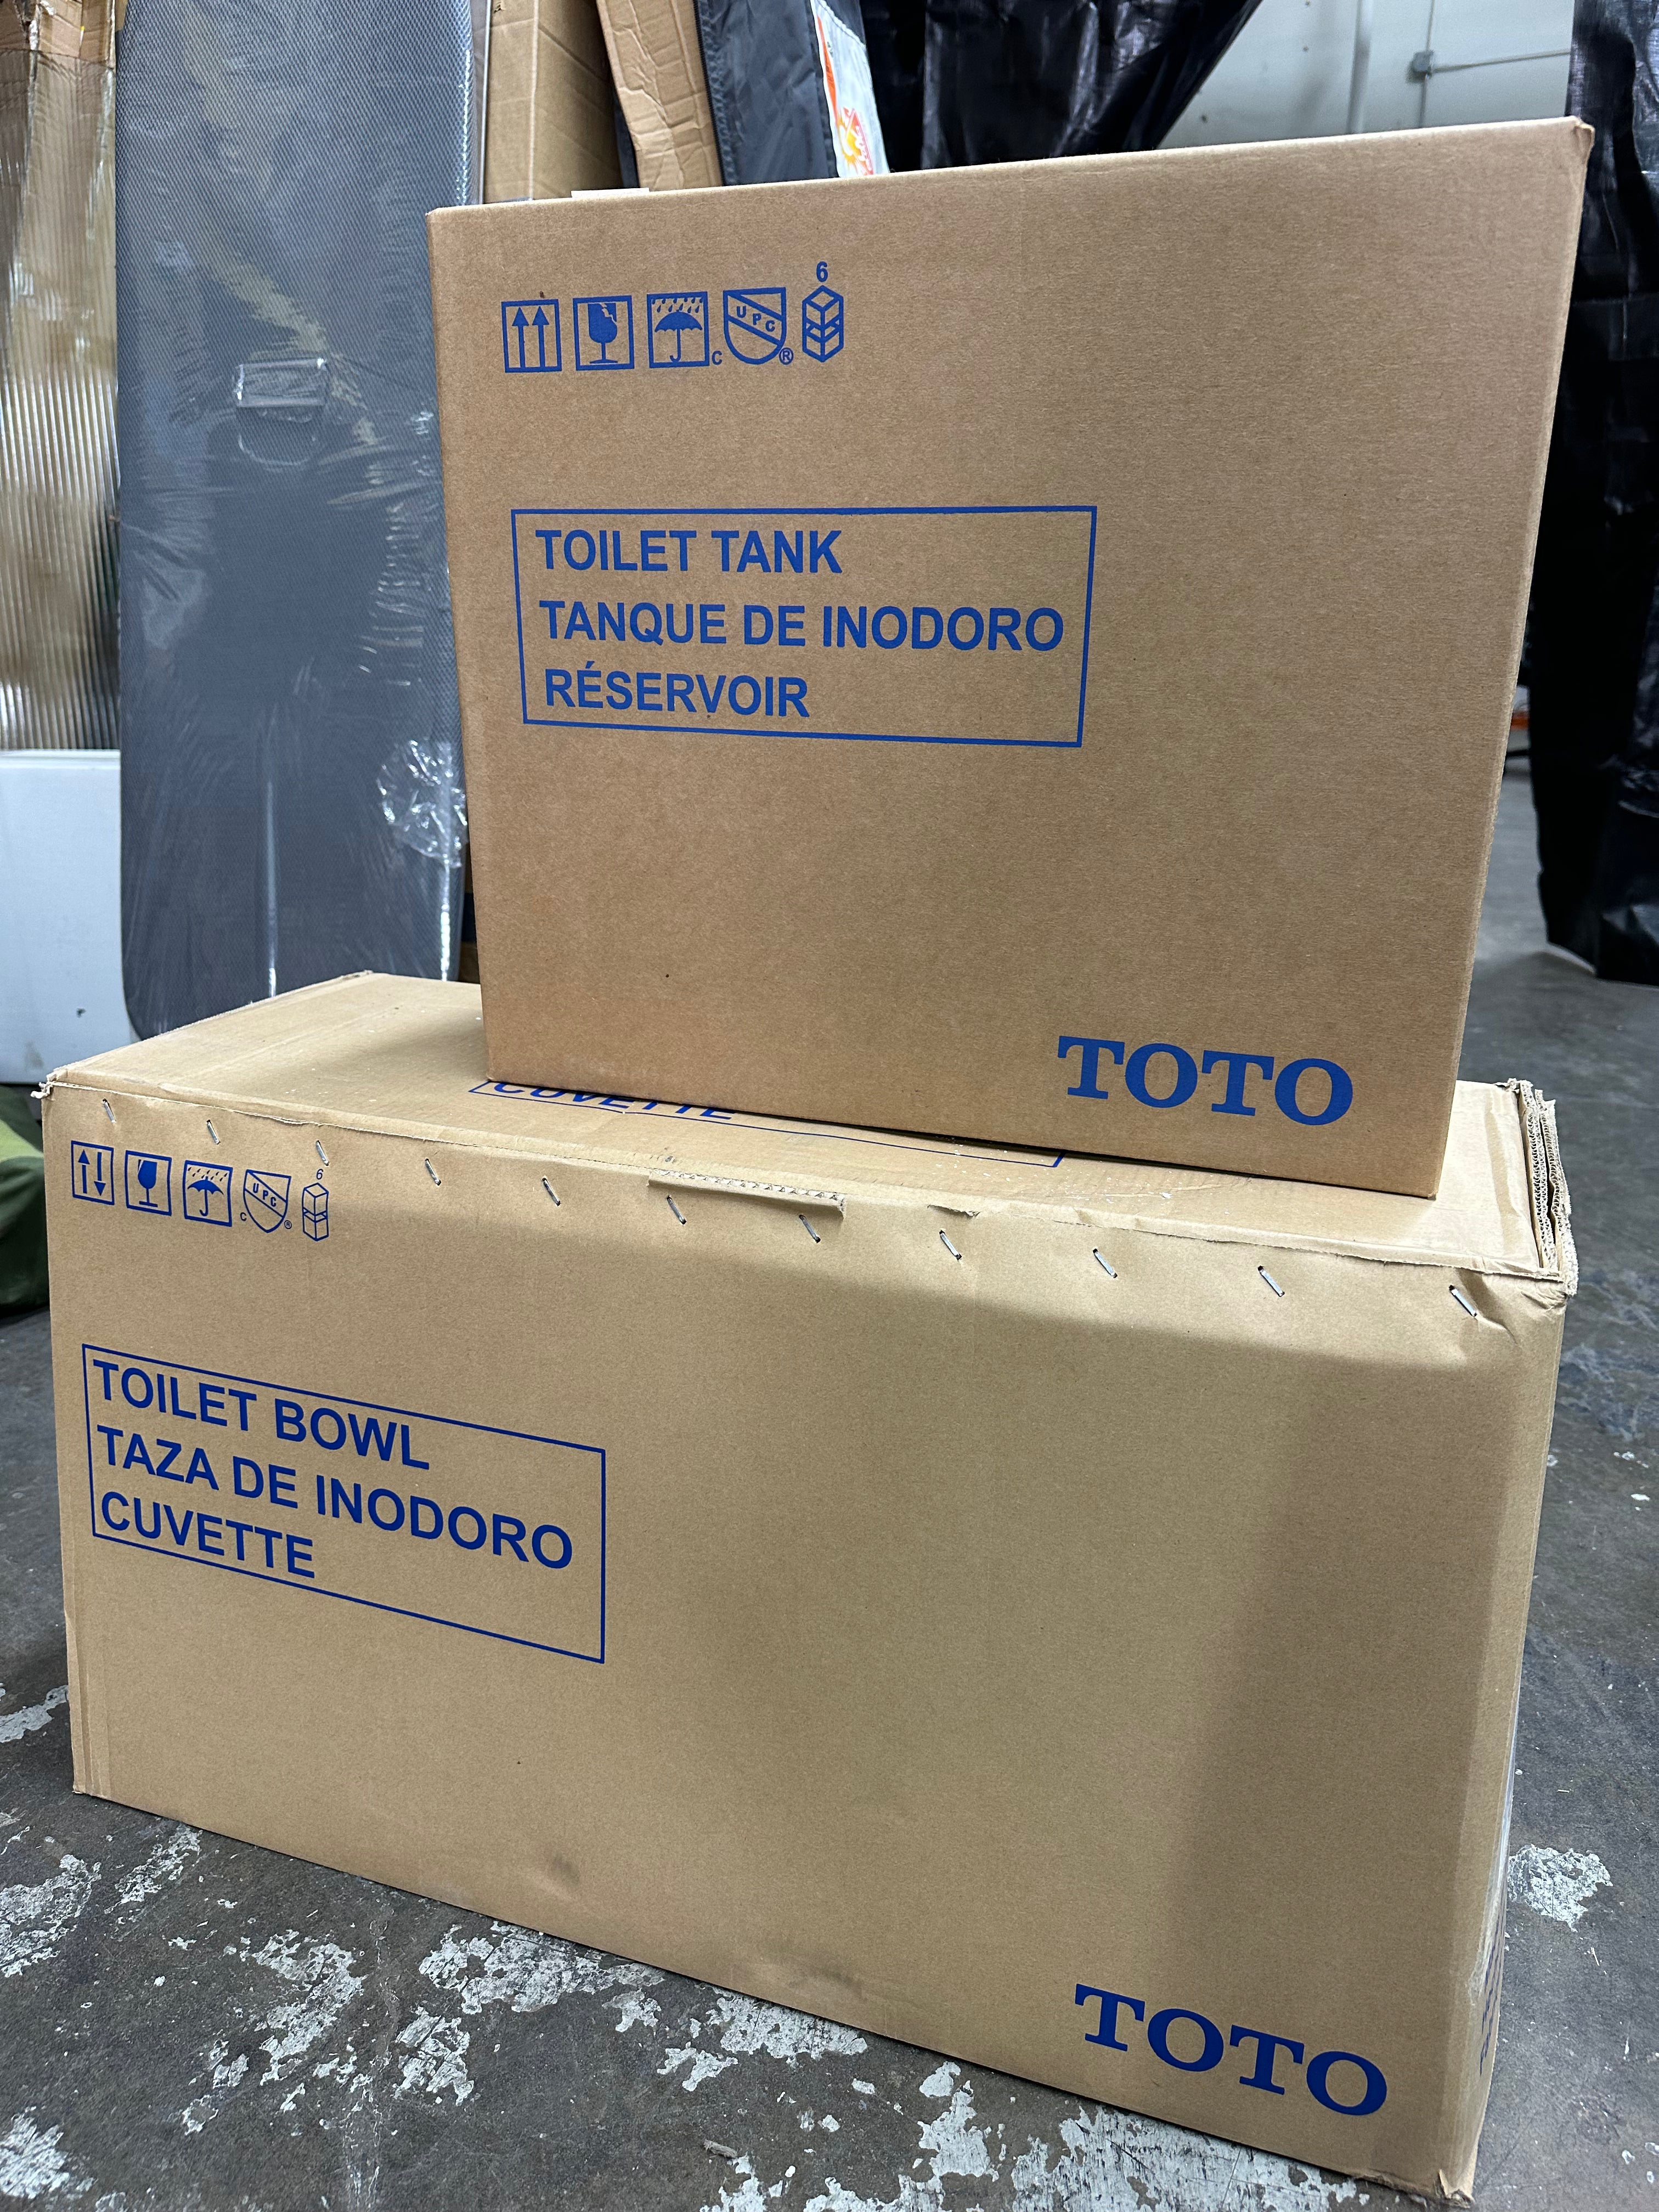 6
C UPC ®
TOILET TANK
TANQUE DE INODORO
RÉSERVOIR
TOTO
CUVETTE
6
C UPC ®
TOILET BOWL
TAZA DE INODORO
CUVETTE
TOTO